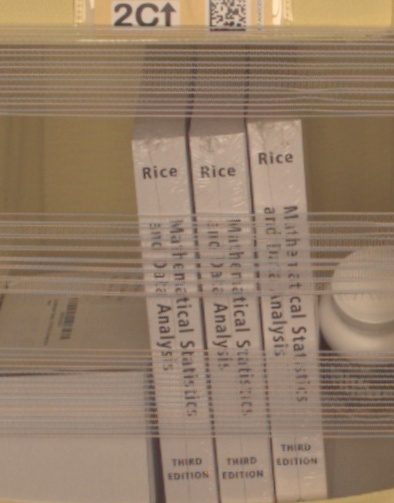 2C↑
Rice
Mathematical Statistics
and Data Analysis
THIRD
EDITION
Rice
Mathematical Statistics
and Data Analysis
THIRD
EDITION
Rice
Mathematical Statistics
and Data Analysis
THIRD
EDITION